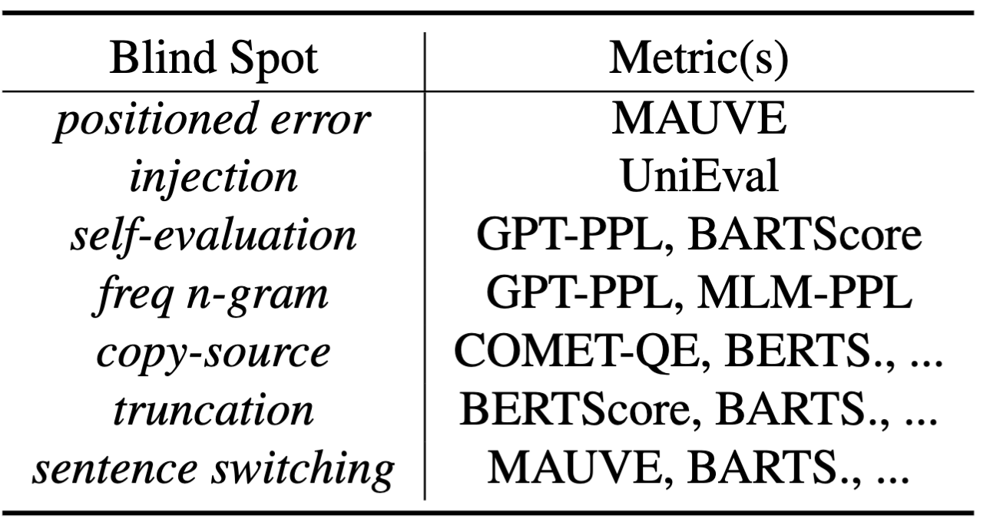 Blind Spot Metric(s)
positioned error MAUVE
injection UniEval
self-evaluation GPT-PPL, BARTScore
freq n-gram GPT-PPL, MLM-PPL
copy-source COMET-QE, BERTS., ...
truncation BERTScore, BARTS., ...
sentence switching MAUVE, BARTS., ...